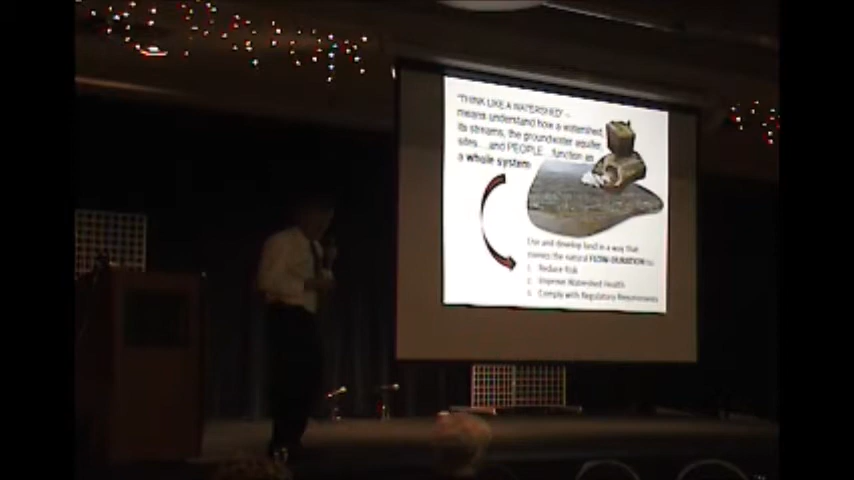 "THINK LIKE A WATERSHED" –
means understand how a watershed,
its streams, the groundwater aquifer,
sites ... and PEOPLE ...function as
a whole system
Use and develop land in a way that
mimics the natural FLOW-DURATION to:
1. Reduce Risk
2. Improve Watershed Health
3. Comply with Regulatory Requirements